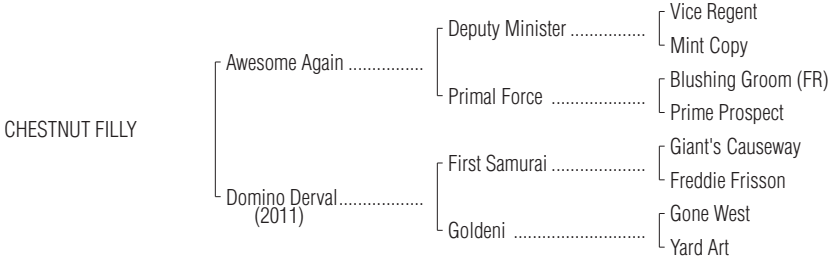 Vice Regent
Deputy Minister ................
Mint Copy
Awesome Again ................
Blushing Groom (FR)
Primal Force ....................
Prime Prospect
CHESTNUT FILLY
Giant's Causeway
First Samurai ....................
Freddie Frisson
Domino Derval..................
(2011)
Gone West
Goldeni ............................
Yard Art